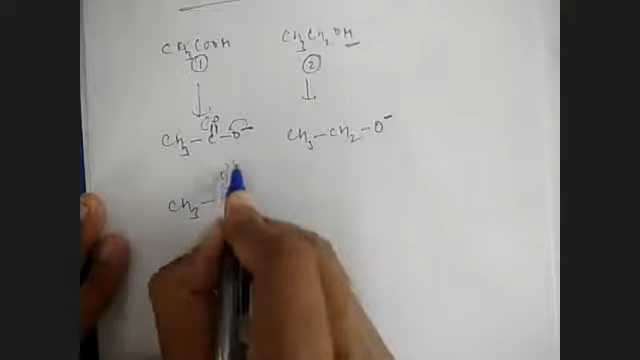 CH3COOH CH3CH2OH
1 2
O
CH3-C-O- CH3-CH2-O-
CH3-